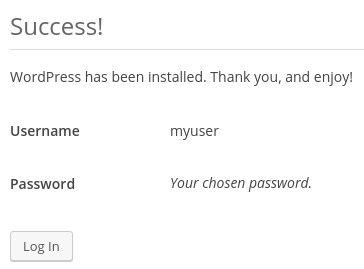 Success!
WordPress has been installed. Thank you, and enjoy!
Username myuser
Password Your chosen password.
Log In